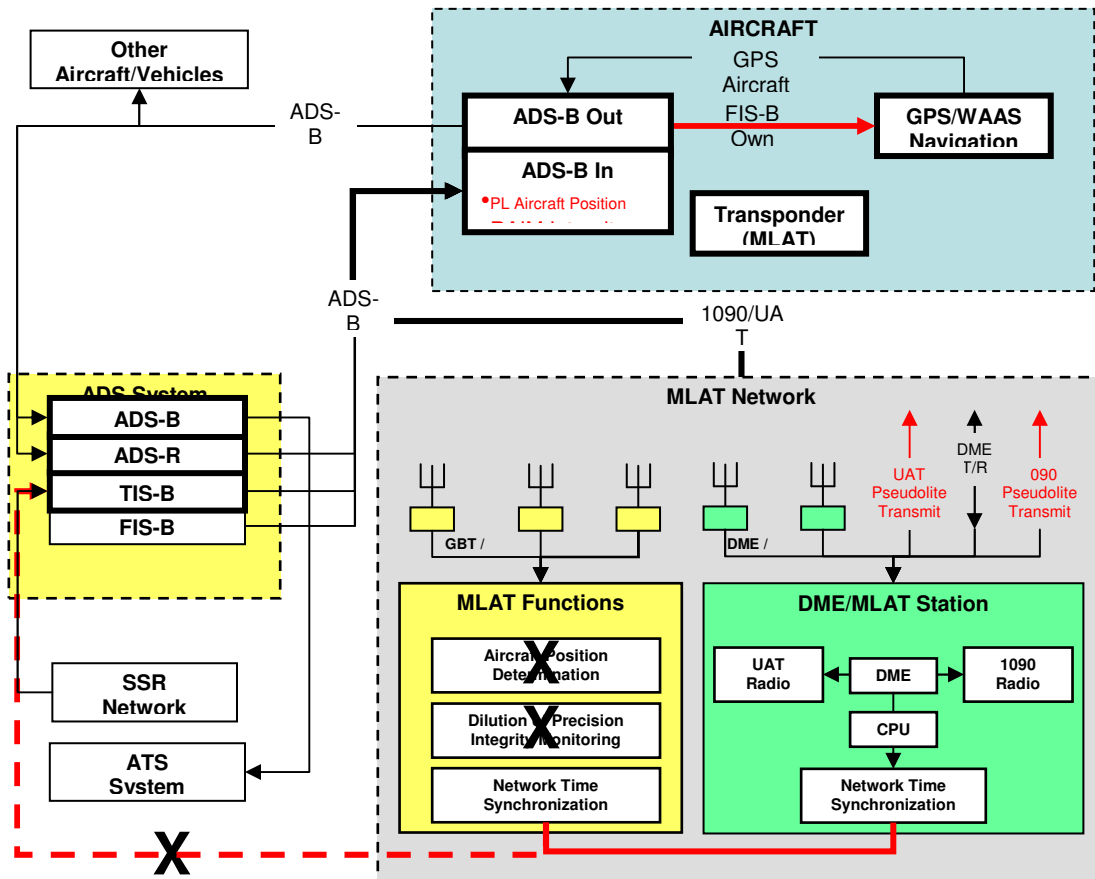 AIRCRAFT
Other
Aircraft/Vehicles
GPS
Aircraft
ADS-
B
ADS-B Out
FIS-B
Own
GPS/WAAS
Navigation
ADS-B In
•PL Aircraft Position
Transponder
(MLAT)
ADS-
B
1090/UA
T
ADS System
MLAT Network
ADS-B
ADS-R
TIS-B
FIS-B
UAT
Pseudolite
Transmit
DME
T/R
090
Pseudolite
Transmit
GBT /
DME /
MLAT Functions
DME/MLAT Station
Aircraft Position
Determination
Dilution Precision
Integrity Monitoring
Network Time
Synchronization
UAT
Radio
DME
1090
Radio
CPU
Network Time
Synchronization
SSR
Network
ATS
System
X
X
X